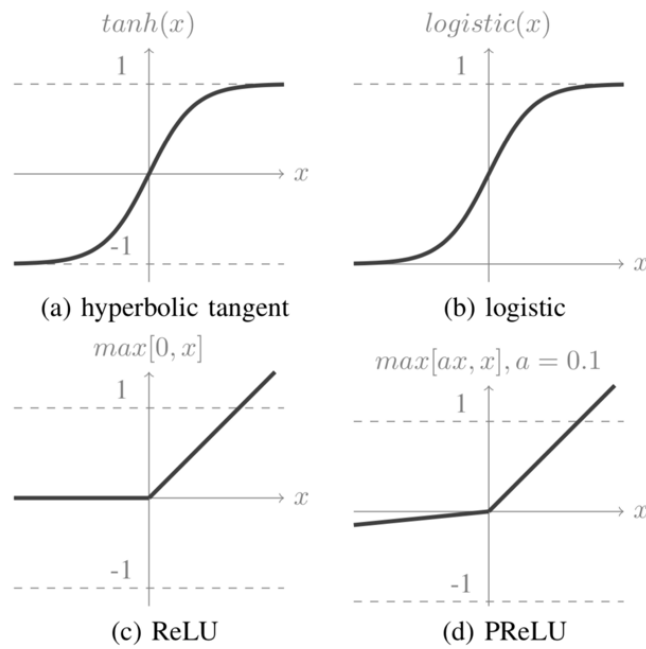 tanh(x)
1
x
-1
(a) hyperbolic tangent
logistic(x)
1
x
(b) logistic
max[0, x]
1
x
-1
(c) ReLU
max[ax, x], a = 0.1
1
x
-1
(d) PReLU